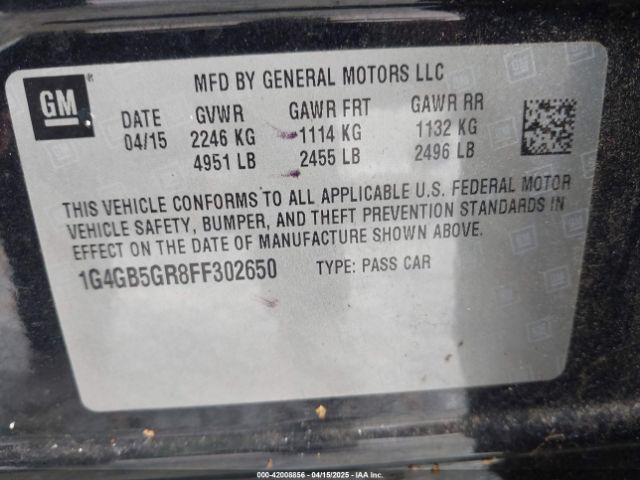 GM ®
MFD BY GENERAL MOTORS LLC
DATE GVWR GAWR FRT GAWR RR
04/15 2246 KG 1114 KG 1132 KG
4951 LB 2455 LB 2496 LB
THIS VEHICLE CONFORMS TO ALL APPLICABLE U.S. FEDERAL MOTOR
VEHICLE SAFETY, BUMPER, AND THEFT PREVENTION STANDARDS IN
EFFECT ON THE DATE OF MANUFACTURE SHOWN ABOVE.
1G4GB5GR8FF302650 TYPE: PASS CAR
000-42008856 - 04/15/2025 - IAA Inc.